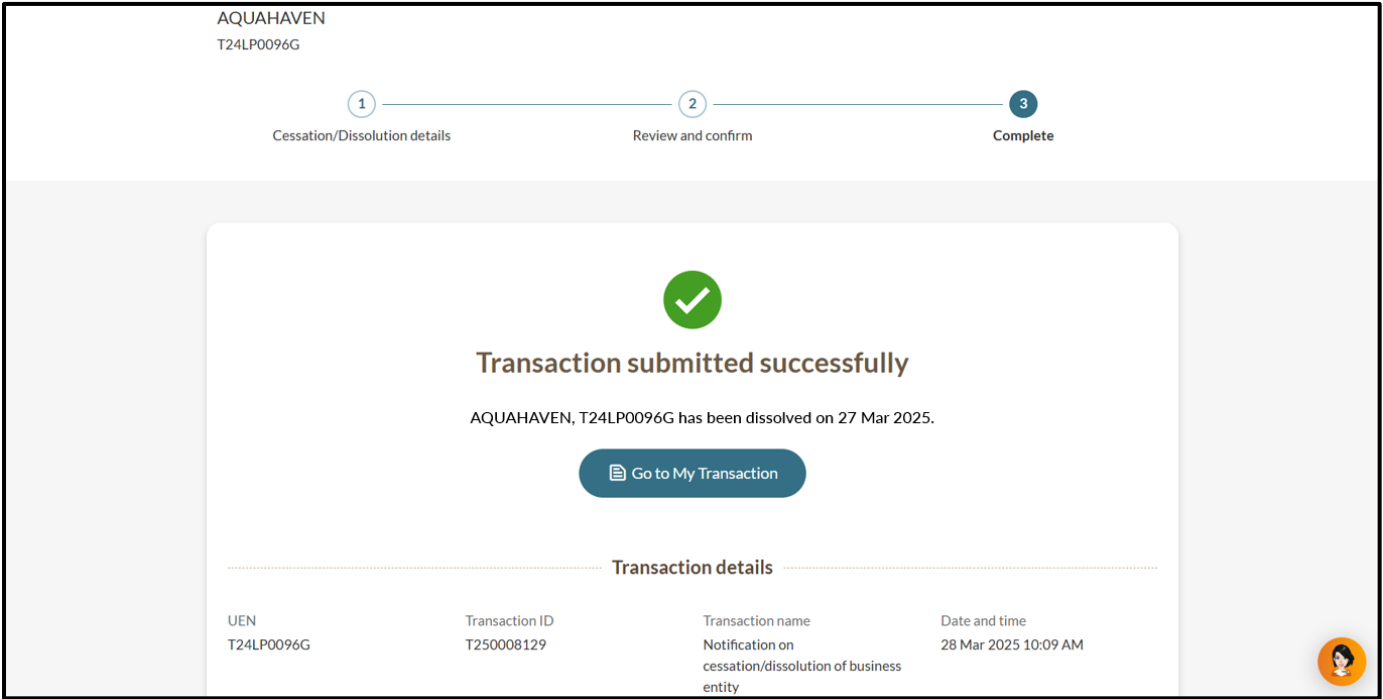 AQUAHAVEN
T24LP0096G
1
2
3
Cessation/Dissolution details
Review and confirm
Complete
Transaction submitted successfully
AQUAHAVEN, T24LP0096G has been dissolved on 27 Mar 2025.
Go to My Transaction
Transaction details
UEN
T24LP0096G
Transaction ID
T250008129
Transaction name
Notification on
cessation/dissolution of business
entity
Date and time
28 Mar 2025 10:09 AM